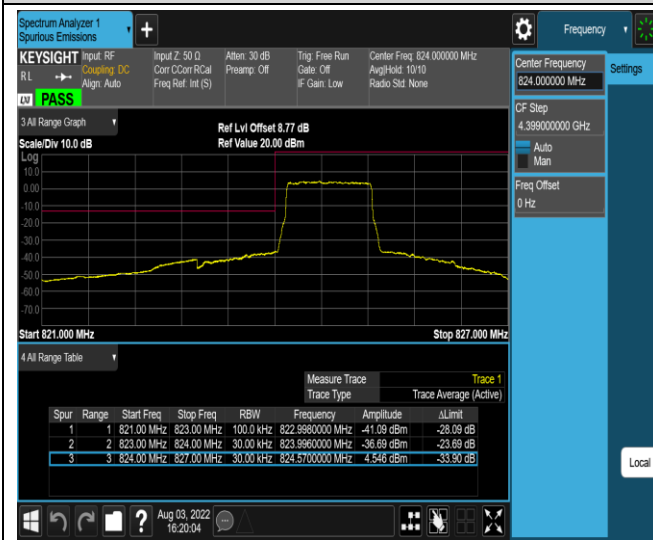 Spectrum Analyzer 1
Spurious Emissions
Frequency
KEYSIGHT
RL
Input: RF
Coupling: DC
Align: Auto
Input Z: 50 Ω
Corr CCorr RCal
Freq Ref: Int (S)
Atten: 30 dB
Preamp: Off
Trig: Free Run
Gate: Off
IF Gain: Low
Center Freq: 824.000000 MHz
Avg|Hold: 10/10
Radio Std: None
LXI
PASS
3 All Range Graph
Scale/Div 10.0 dB
Ref Lvl Offset 8.77 dB
Ref Value 20.00 dBm
Log
10.0
0.00
-10.0
-20.0
-30.0
-40.0
-50.0
-60.0
-70.0
Start 821.000 MHz
Stop 827.000 MHz
4 All Range Table
Measure Trace Trace 1
Trace Type Trace Average (Active)
Spur Range Start Freq Stop Freq RBW Frequency Amplitude ΔLimit
1 1 821.00 MHz 823.00 MHz 100.0 kHz 822.9980000 MHz -41.09 dBm -28.09 dB
2 2 823.00 MHz 824.00 MHz 30.00 kHz 823.9960000 MHz -36.69 dBm -23.69 dB
3 3 824.00 MHz 827.00 MHz 30.00 kHz 824.5700000 MHz 4.546 dBm -33.90 dB
Aug 03, 2022
16:20:04
Center Frequency
824.000000 MHz
Settings
CF Step
4.399000000 GHz
Auto
Man
Freq Offset
0 Hz
Local